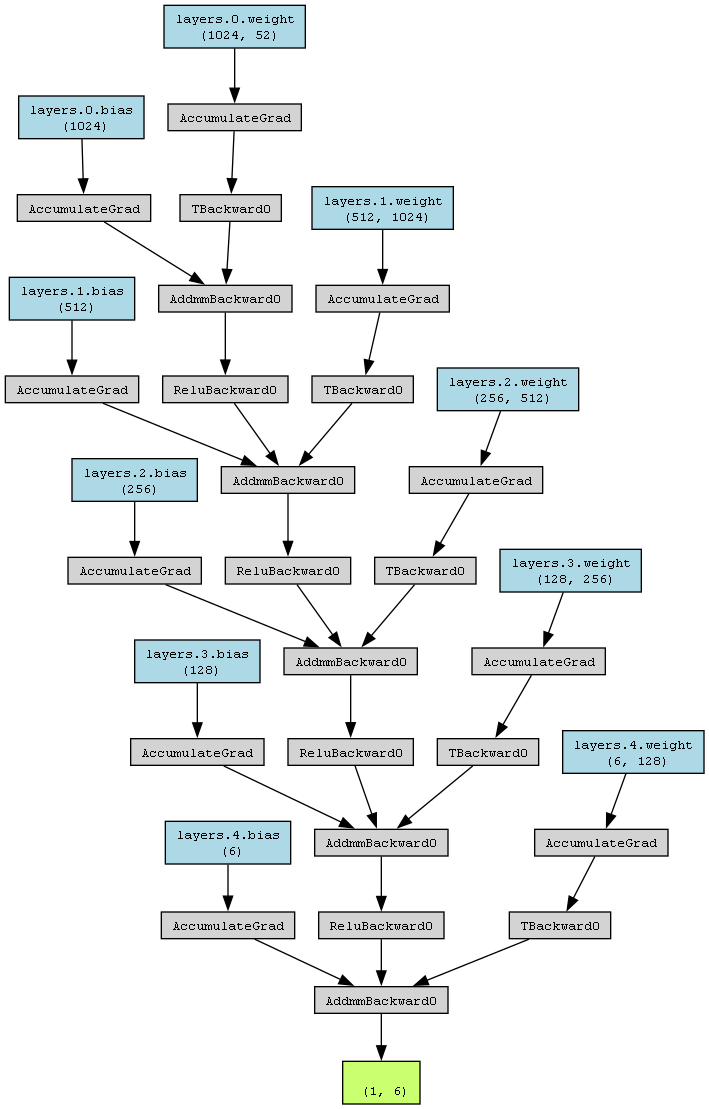 layers.0.weight
(1024, 52)
layers.0.bias
(1024)
AccumulateGrad
AccumulateGrad
TBackward0
layers.1.weight
(512, 1024)
layers.1.bias
(512)
AddmmBackward0
AccumulateGrad
AccumulateGrad
ReluBackward0
TBackward0
layers.2.weight
(256, 512)
layers.2.bias
(256)
AddmmBackward0
AccumulateGrad
AccumulateGrad
ReluBackward0
TBackward0
layers.3.weight
(128, 256)
layers.3.bias
(128)
AddmmBackward0
AccumulateGrad
AccumulateGrad
ReluBackward0
TBackward0
layers.4.weight
(6, 128)
layers.4.bias
(6)
AddmmBackward0
AccumulateGrad
AccumulateGrad
ReluBackward0
TBackward0
AddmmBackward0
(1, 6)